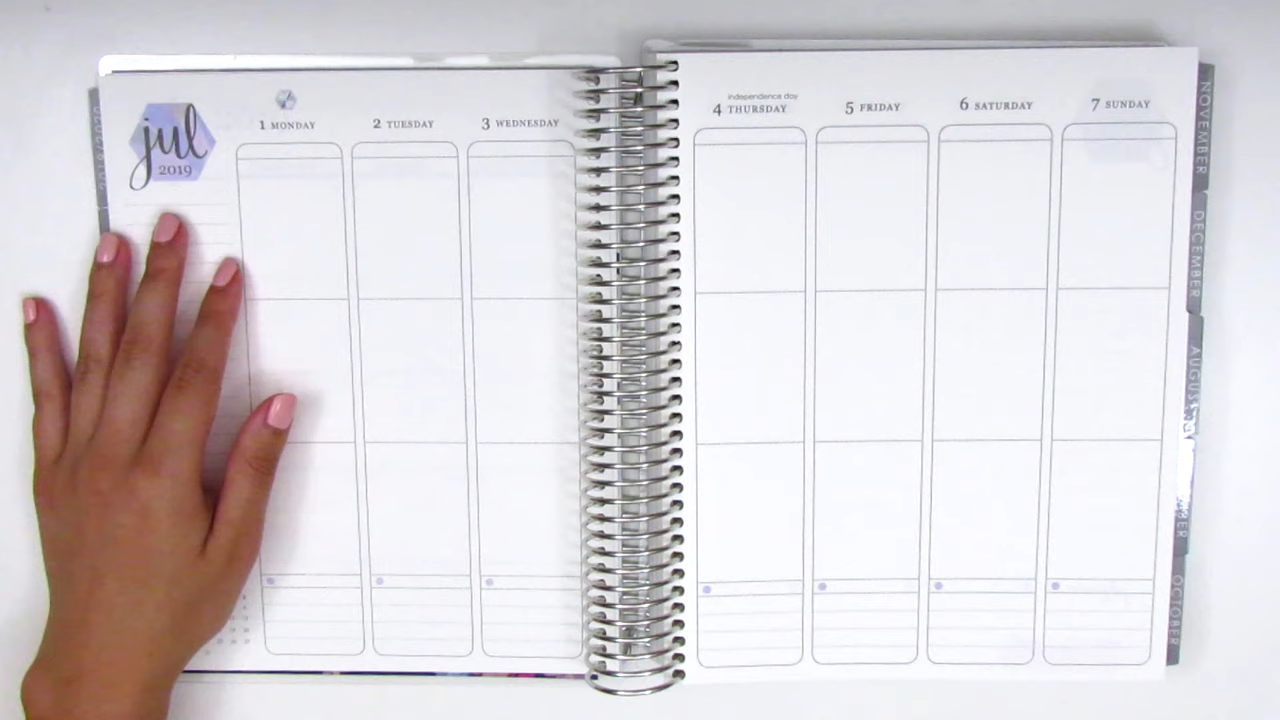 jul
2019
1 MONDAY
2 TUESDAY
3 WEDNESDAY
independence day
4 THURSDAY
5 FRIDAY
6 SATURDAY
7 SUNDAY
NOVEMBER
DECEMBER
AUGUST
OCTOBER